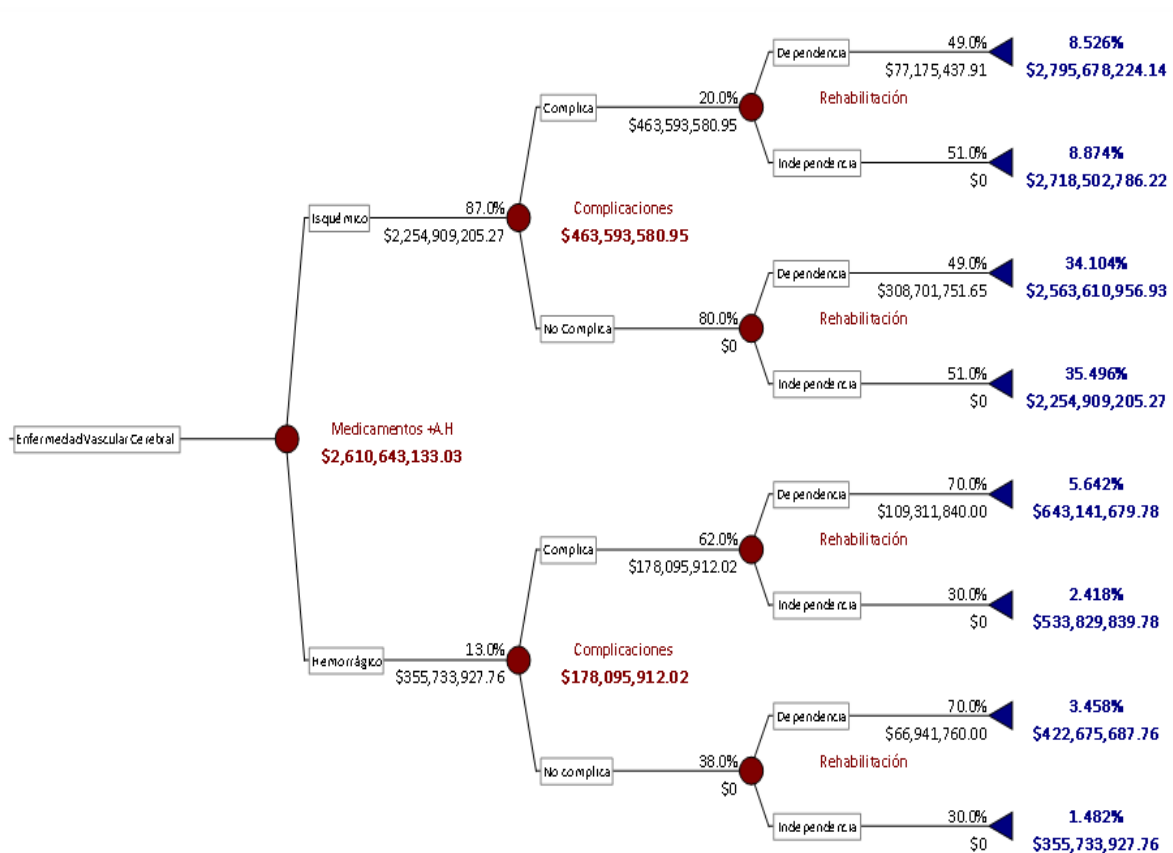 49.0%
8.526%
Dependencia
$77,175,437.91
$2,795,678,224.14
20.0%
Rehabilitación
Complica
$463,593,580.95
51.0%
8.874%
Independencia
$0
$2,718,502,786.22
87.0%
Complicaciones
Isquémico
$2,254,909,205.27
$463,593,580.95
49.0%
34.104%
Dependencia
$308,701,751.65
$2,563,610,956.93
80.0%
Rehabilitación
No Complica
$0
51.0%
35.496%
Independencia
$0
$2,254,909,205.27
Medicamentos +A.H
Enfermedad Vascular Cerebral
$2,610,643,133.03
70.0%
5.642%
Dependencia
$109,311,840.00
$643,141,679.78
62.0%
Rehabilitación
Complica
$178,095,912.02
30.0%
2.418%
Independencia
$0
$533,829,839.78
13.0%
Complicaciones
Hemorrágico
$355,733,927.76
$178,095,912.02
70.0%
3.458%
Dependencia
$66,941,760.00
$422,675,687.76
38.0%
Rehabilitación
No complica
$0
30.0%
1.482%
Independencia
$0
$355,733,927.76